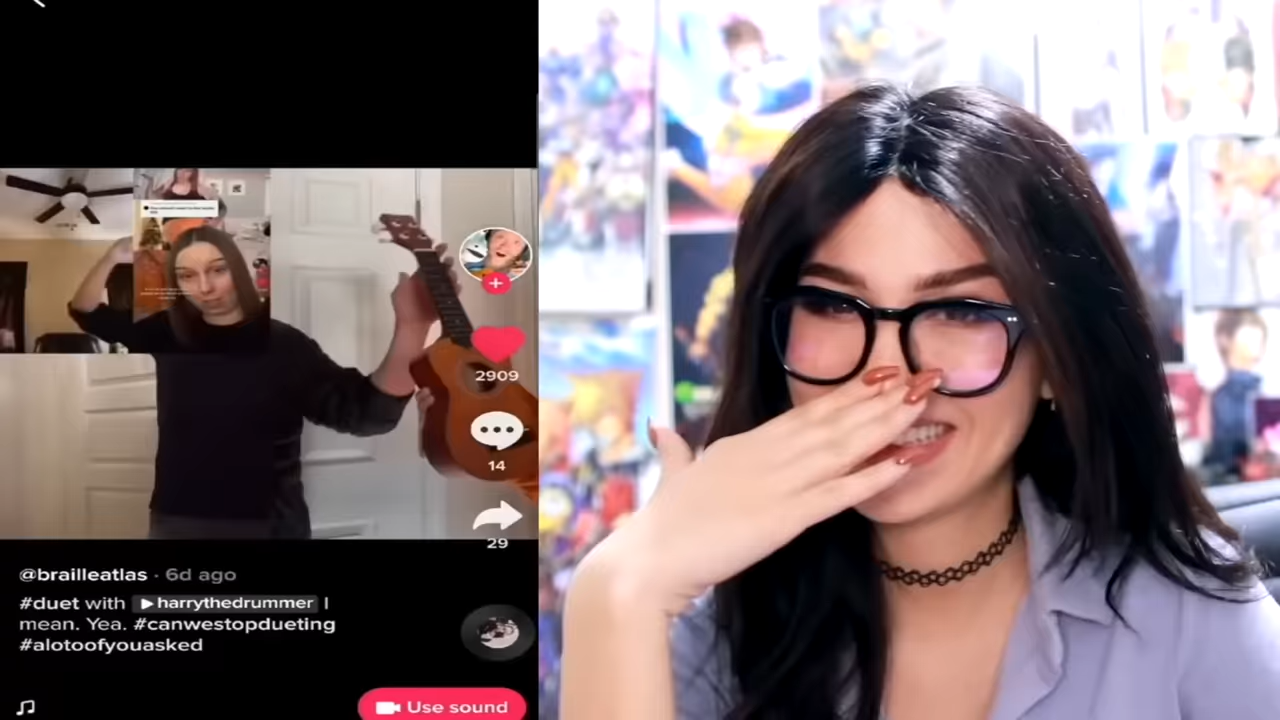 2909
14
29
@brailleatlas · 6d ago
#duet with harrythedrummer I
mean. Yea. #canwestopdueting
#alotoofyouasked
Use sound